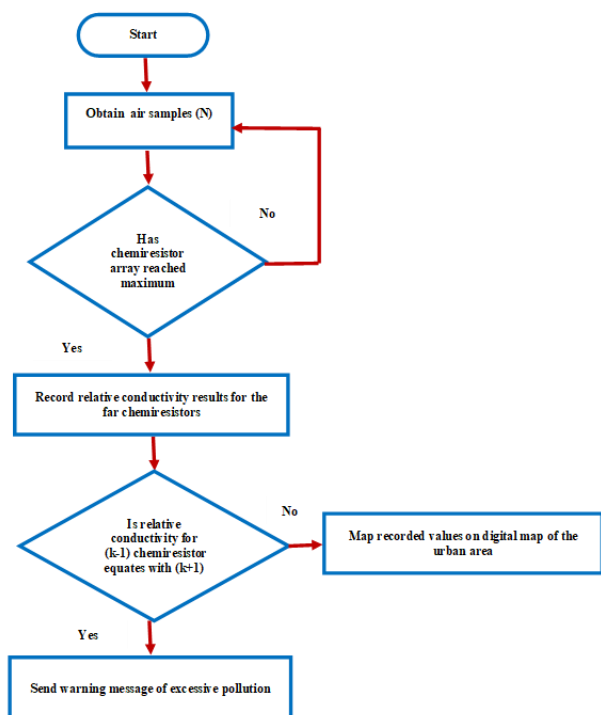 Start
Obtain air samples (N)
No
Has
chemiresistor
array reached
maximum
Yes
Record relative conductivity results for the
far chemiresistors
Is relative
conductivity for
(k-1) chemiresistor
equates with (k+1)
No
Map recorded values on digital map of the
urban area
Yes
Send warning message of excessive pollution